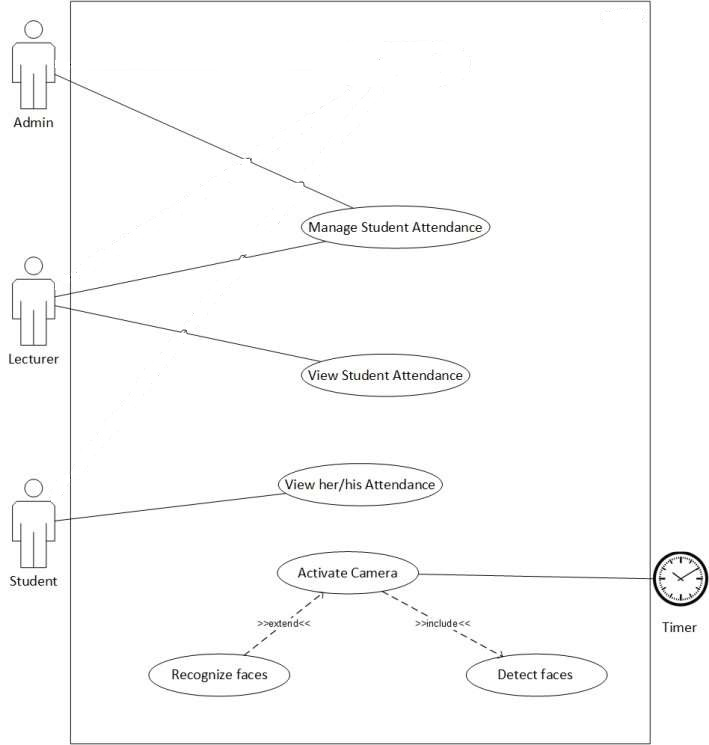 Admin
Manage Student Attendance
Lecturer
View Student Attendance
View her/his Attendance
Student
Activate Camera
Timer
>>extend<<
>>include<<
Recognize faces
Detect faces